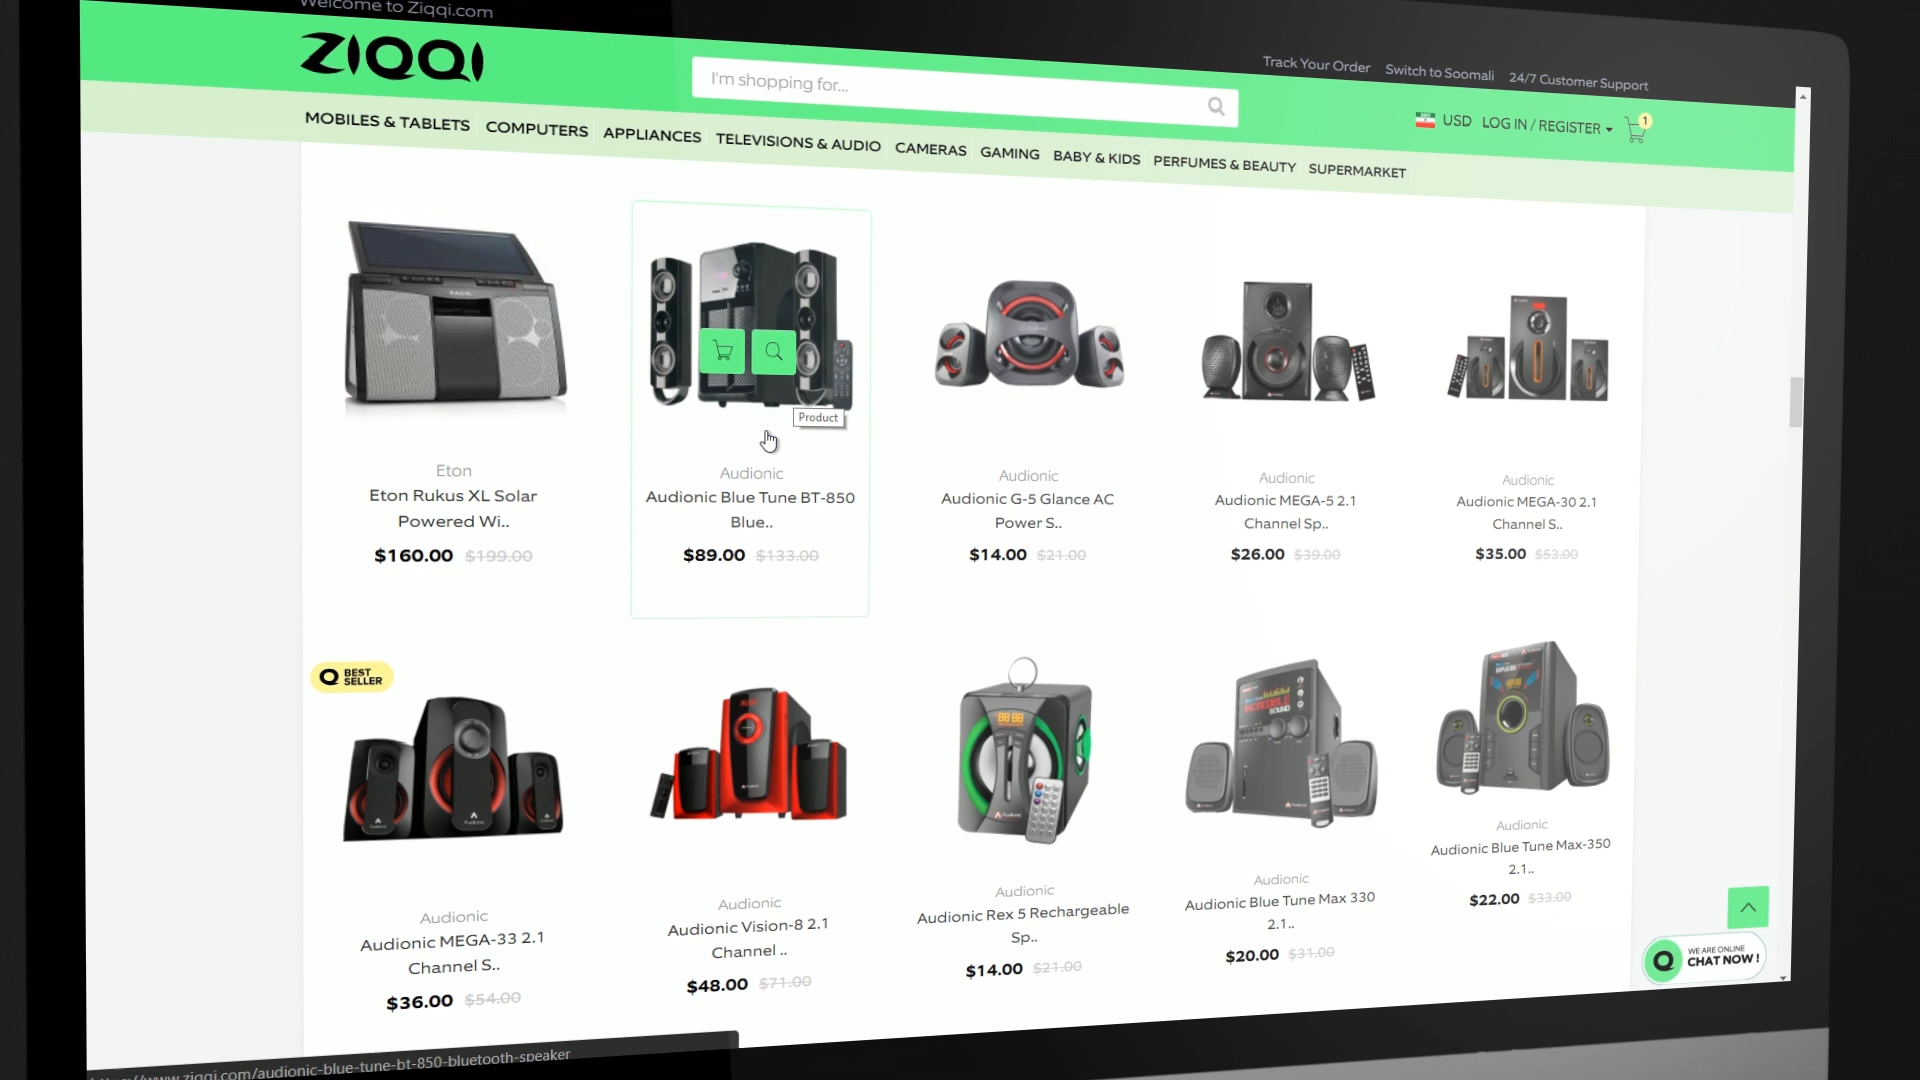 Welcome to Ziqqi.com
ZIQQI
I'm shopping for...
Track Your Order
Switch to Soomali
24/7 Customer Support
USD
LOG IN / REGISTER
1
MOBILES & TABLETS
COMPUTERS
APPLIANCES
TELEVISIONS & AUDIO
CAMERAS
GAMING
BABY & KIDS
PERFUMES & BEAUTY
SUPERMARKET
Product
Eton
Eton Rukus XL Solar
Powered Wi..
$160.00 $199.00
Audionic
Audionic Blue Tune BT-850
Blue..
$89.00 $133.00
Audionic
Audionic G-5 Glance AC
Power S..
$14.00 $21.00
Audionic
Audionic MEGA-5 2.1
Channel Sp..
$26.00 $39.00
Audionic
Audionic MEGA-30 2.1
Channel S..
$35.00 $53.00
BEST
SELLER
Audionic
Audionic
Audionic MEGA-33 2.1
Channel S..
$36.00 $54.00
Audionic
Audionic Vision-8 2.1
Channel ..
$48.00 $71.00
Audionic
Audionic
Audionic Rex 5 Rechargeable
Sp..
$14.00 $21.00
INCREDIBLE
SOUND
Audionic
Audionic Blue Tune Max 330
2.1..
$20.00 $31.00
Audionic
Audionic Blue Tune Max-350
2.1..
$22.00 $33.00
WE ARE ONLINE
CHAT NOW !
https://www.ziqqi.com/audionic-blue-tune-bt-850-bluetooth-speaker